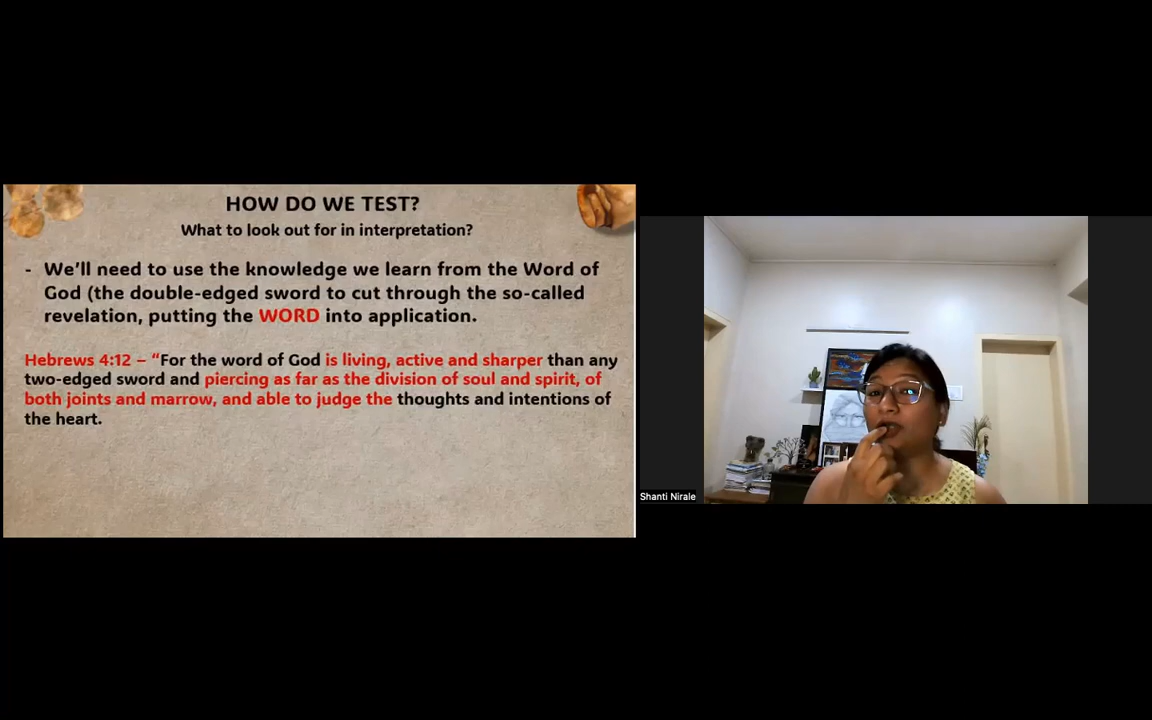 HOW DO WE TEST?
What to look out for in interpretation?
- We'll need to use the knowledge we learn from the Word of
God (the double-edged sword to cut through the so-called
revelation, putting the WORD into application.
Hebrews 4:12 – “For the word of God is living, active and sharper than any
two-edged sword and piercing as far as the division of soul and spirit, of
both joints and marrow, and able to judge the thoughts and intentions of
the heart.
Shanti Nirale